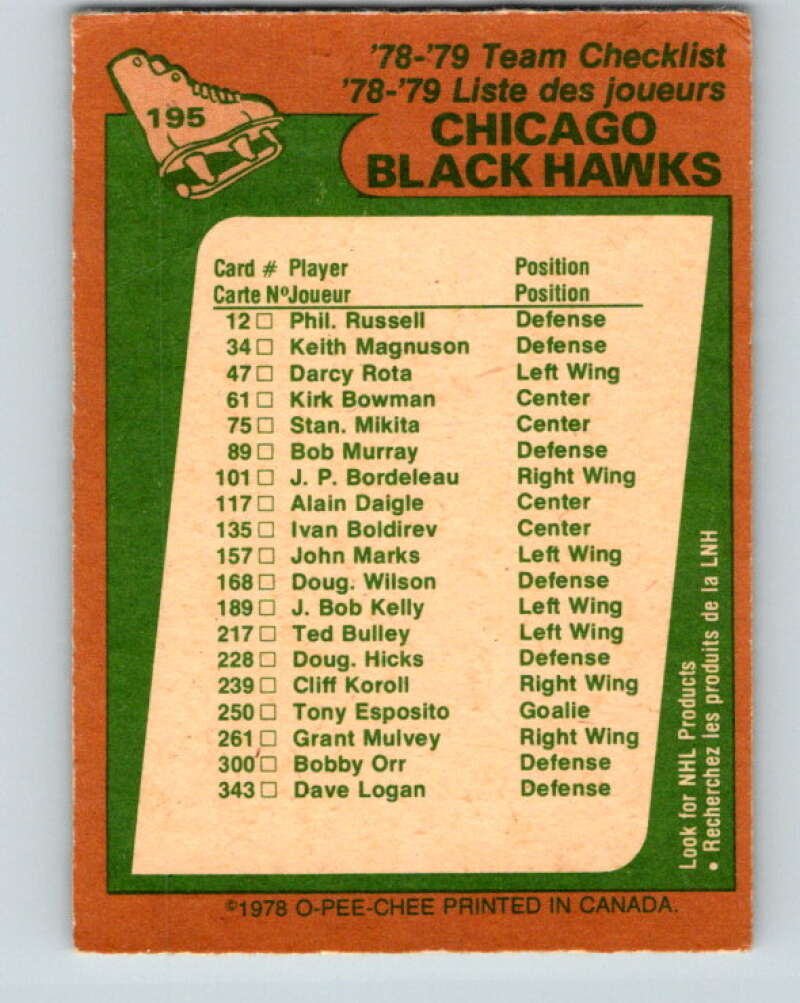 195
'78-'79 Team Checklist
'78-'79 Liste des joueurs
CHICAGO
BLACK HAWKS
Card # Player Position
Carte Nº Joueur Position
12 □ Phil. Russell Defense
34 □ Keith Magnuson Defense
47 □ Darcy Rota Left Wing
61 □ Kirk Bowman Center
75 □ Stan. Mikita Center
89 □ Bob Murray Defense
101 □ J. P. Bordeleau Right Wing
117 □ Alain Daigle Center
135 □ Ivan Boldirev Center
157 □ John Marks Left Wing
168 □ Doug. Wilson Defense
189 □ J. Bob Kelly Left Wing
217 □ Ted Bulley Left Wing
228 □ Doug. Hicks Defense
239 □ Cliff Koroll Right Wing
250 □ Tony Esposito Goalie
261 □ Grant Mulvey Right Wing
300 □ Bobby Orr Defense
343 □ Dave Logan Defense
Look for NHL Products
• Recherchez les produits de la LNH
©1978 O-PEE-CHEE PRINTED IN CANADA.